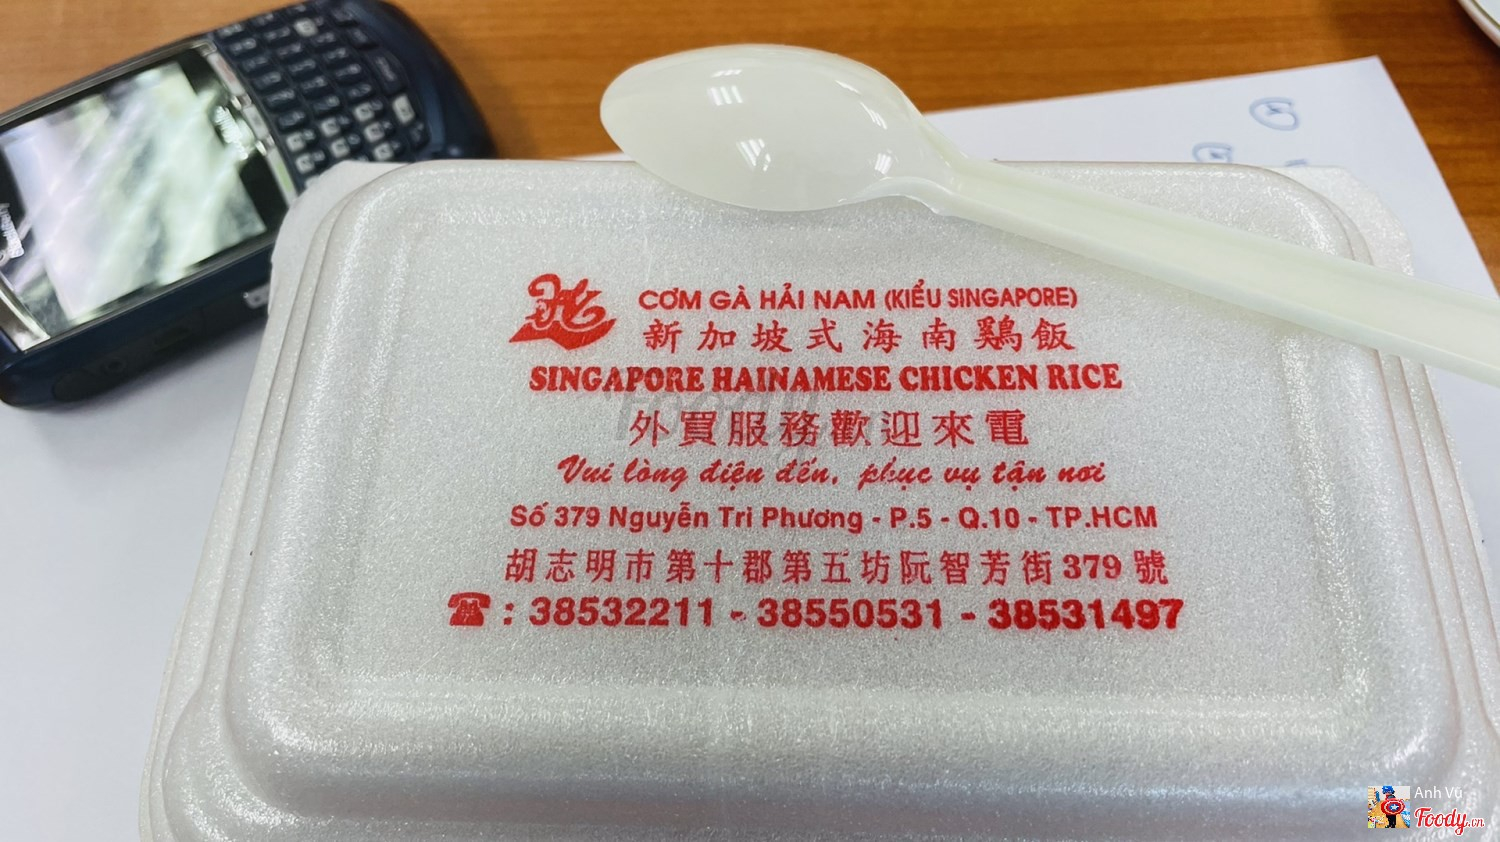 CƠM GÀ HẢI NAM (KIỂU SINGAPORE)
新加坡式海南鷄飯
SINGAPORE HAINAMESE CHICKEN RICE
外買服務歡迎來電
Vui lòng điện đến, phục vụ tận nơi
Số 379 Nguyễn Tri Phương - P.5 - Q.10 - TP.HCM
胡志明市第十郡第五坊阮智芳街379號
☎ : 38532211 - 38550531 - 38531497
Anh Vụ
Foody.vn